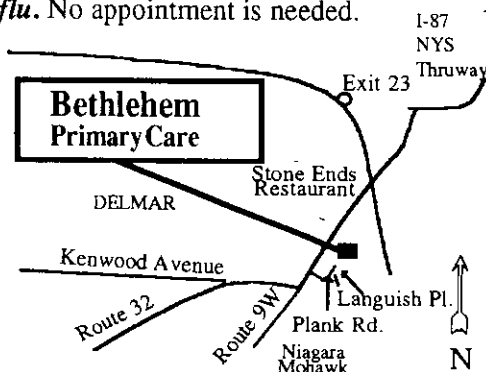 flu. No appointment is needed.
I-87
NYS
Thruway
Exit 23
Bethlehem
Primary Care
Stone Ends
Restaurant
DELMAR
Kenwood Avenue
Languish Pl.
Route 32
Route 9W
Plank Rd.
Niagara
Mohawk
N